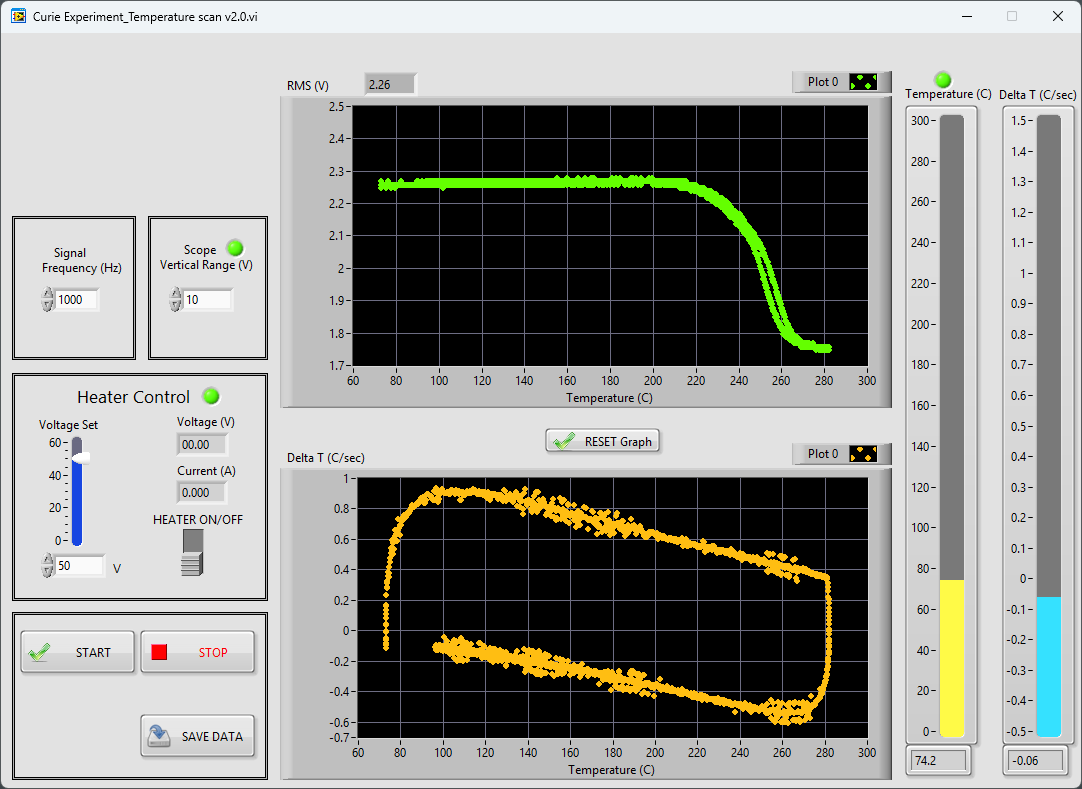 Curie Experiment_Temperature scan v2.0.vi
RMS (V)
2.26
Plot 0
2.5
2.4
2.3
2.2
2.1
2
1.9
1.8
1.7
60 80 100 120 140 160 180 200 220 240 260 280 300
Temperature (C)
Signal
Frequency (Hz)
1000
Scope
Vertical Range (V)
10
Heater Control
Voltage Set
60
40
20
0
50
V
Voltage (V)
00.00
Current (A)
0.000
HEATER ON/OFF
START
STOP
SAVE DATA
RESET Graph
Delta T (C/sec)
Plot 0
1
0.8
0.6
0.4
0.2
0
-0.2
-0.4
-0.6
-0.7
60 80 100 120 140 160 180 200 220 240 260 280 300
Temperature (C)
Temperature (C)
300
280
260
240
220
200
180
160
140
120
100
80
60
40
20
0
74.2
Delta T (C/sec)
1.5
1.4
1.3
1.2
1.1
1
0.9
0.8
0.7
0.6
0.5
0.4
0.3
0.2
0.1
0
-0.1
-0.2
-0.3
-0.4
-0.5
-0.06